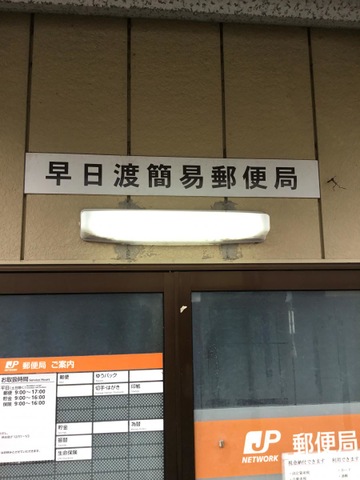 早日渡簡易郵便局
JP 郵便局 ご案内
お取扱時間
郵便 9:00～17:00
貯金 9:00～16:00
保険 9:00～16:00
郵便
ゆうパック
切手・はがき
印紙
貯金
為替
振替
生命保険
JP 郵便局
NETWORK